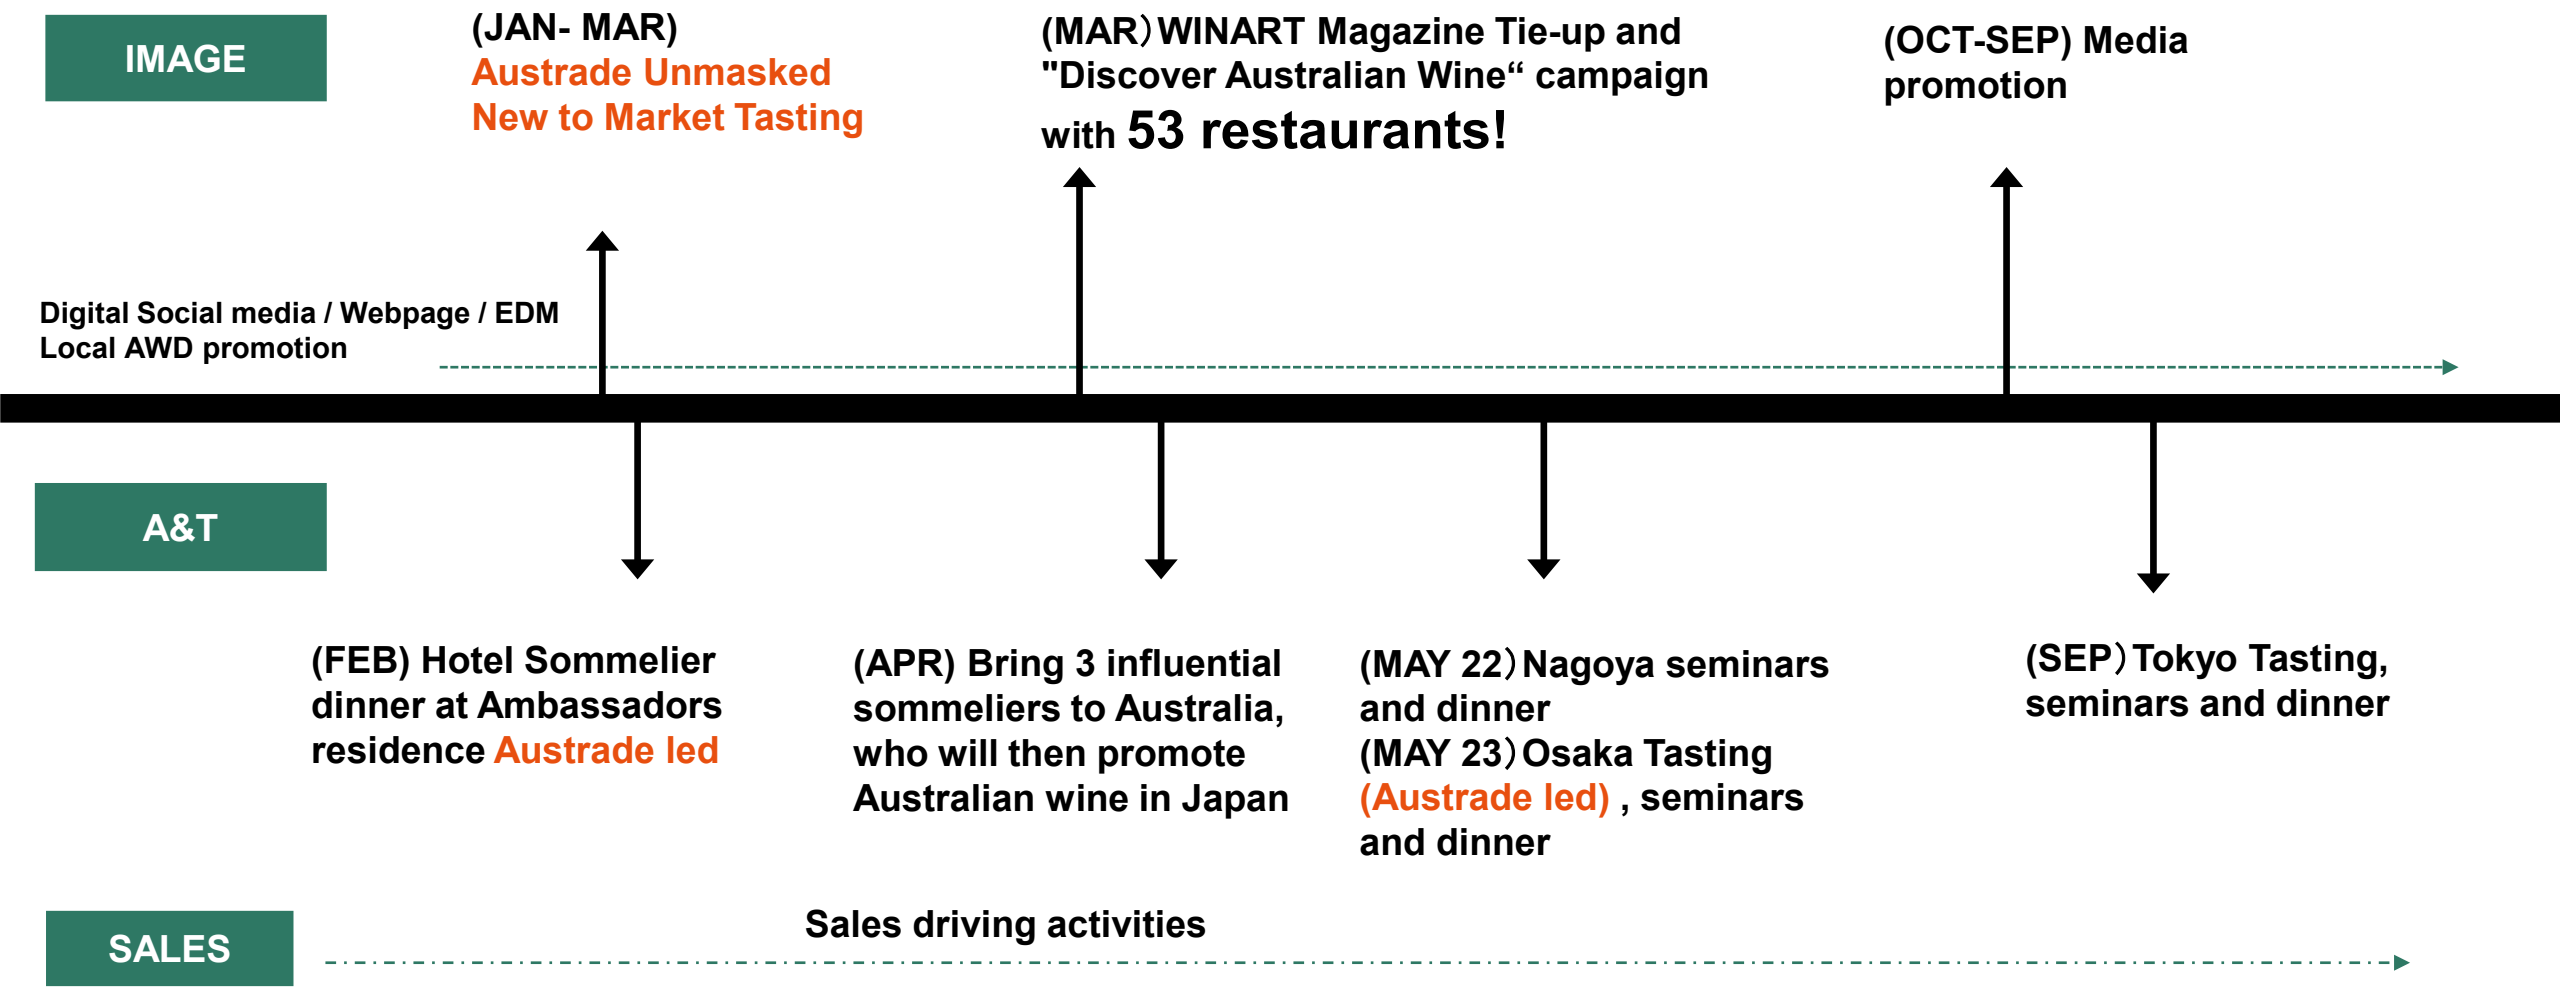 IMAGE
(JAN- MAR)
Austrade Unmasked
New to Market Tasting
(MAR）WINART Magazine Tie-up and
"Discover Australian Wine“ campaign
with 53 restaurants!
(OCT-SEP) Media
promotion
Digital Social media / Webpage / EDM
Local AWD promotion
A&T
(FEB) Hotel Sommelier
dinner at Ambassadors
residence Austrade led
(APR) Bring 3 influential
sommeliers to Australia,
who will then promote
Australian wine in Japan
(MAY 22）Nagoya seminars
and dinner
(MAY 23）Osaka Tasting
(Austrade led) , seminars
and dinner
(SEP）Tokyo Tasting,
seminars and dinner
SALES
Sales driving activities